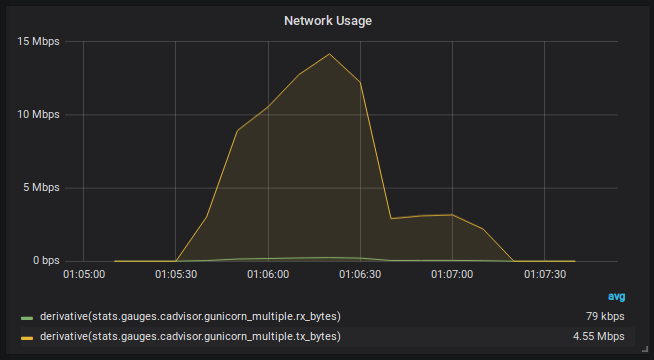 Network Usage
15 Mbps
10 Mbps
5 Mbps
0 bps
01:05:00 01:05:30 01:06:00 01:06:30 01:07:00 01:07:30
avg
derivative(stats.gauges.cadvisor.gunicorn_multiple.rx_bytes) 79 kbps
derivative(stats.gauges.cadvisor.gunicorn_multiple.tx_bytes) 4.55 Mbps